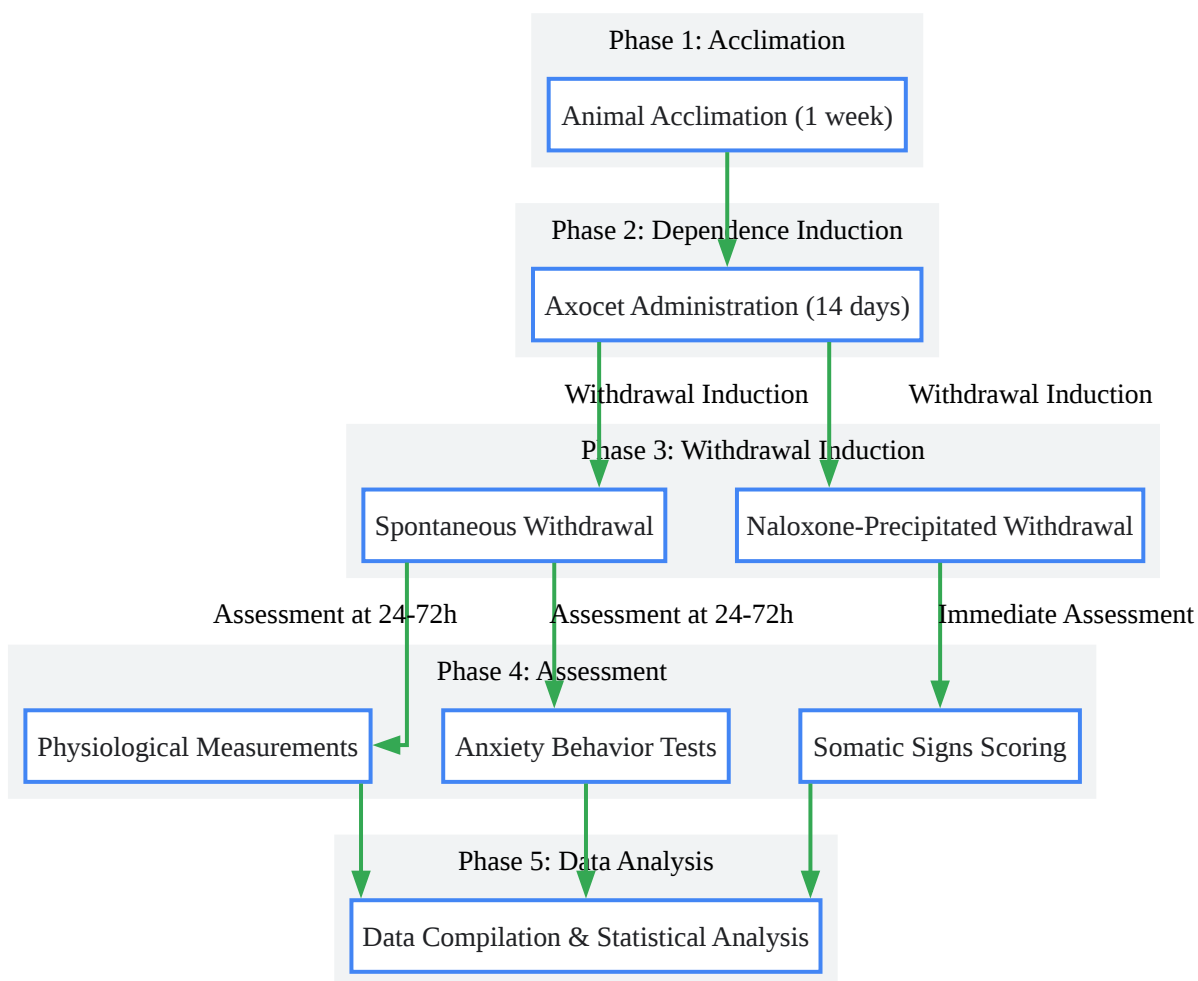 Phase 1: Acclimation
Animal Acclimation (1 week)
Phase 2: Dependence Induction
Axocet Administration (14 days)
Withdrawal Induction
Withdrawal Induction
Phase 3: Withdrawal Induction
Spontaneous Withdrawal
Naloxone-Precipitated Withdrawal
Assessment at 24-72h
Assessment at 24-72h
Immediate Assessment
Phase 4: Assessment
Physiological Measurements
Anxiety Behavior Tests
Somatic Signs Scoring
Phase 5: Data Analysis
Data Compilation & Statistical Analysis